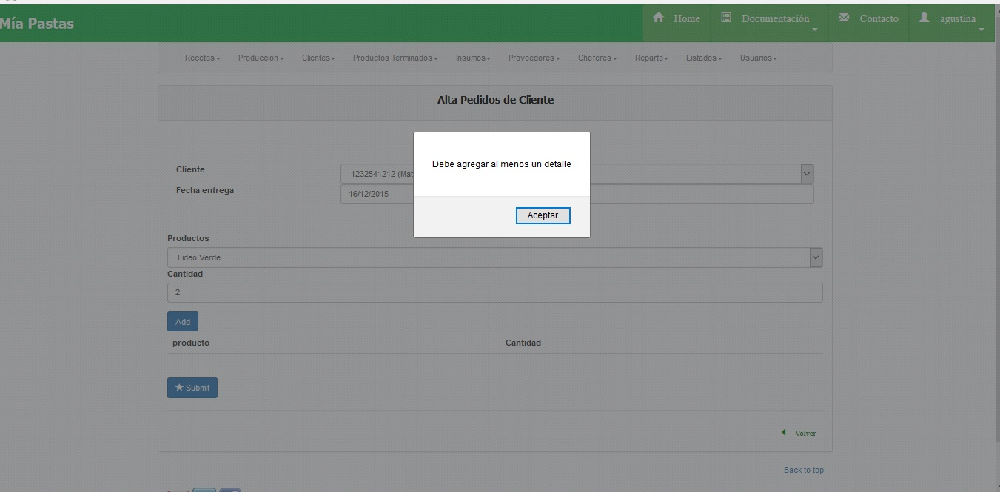 Mía Pastas
Home Documentación Contacto agustina
Recetas Produccion Clientes Productos Terminados Insumos Proveedores Choferes Reparto Listados Usuarios
Alta Pedidos de Cliente
Debe agregar al menos un detalle
Aceptar
Cliente
1232541212 (Mat
Fecha entrega
16/12/2015
Productos
Fideo Verde
Cantidad
2
Add
producto Cantidad
Submit
Volver
Back to top